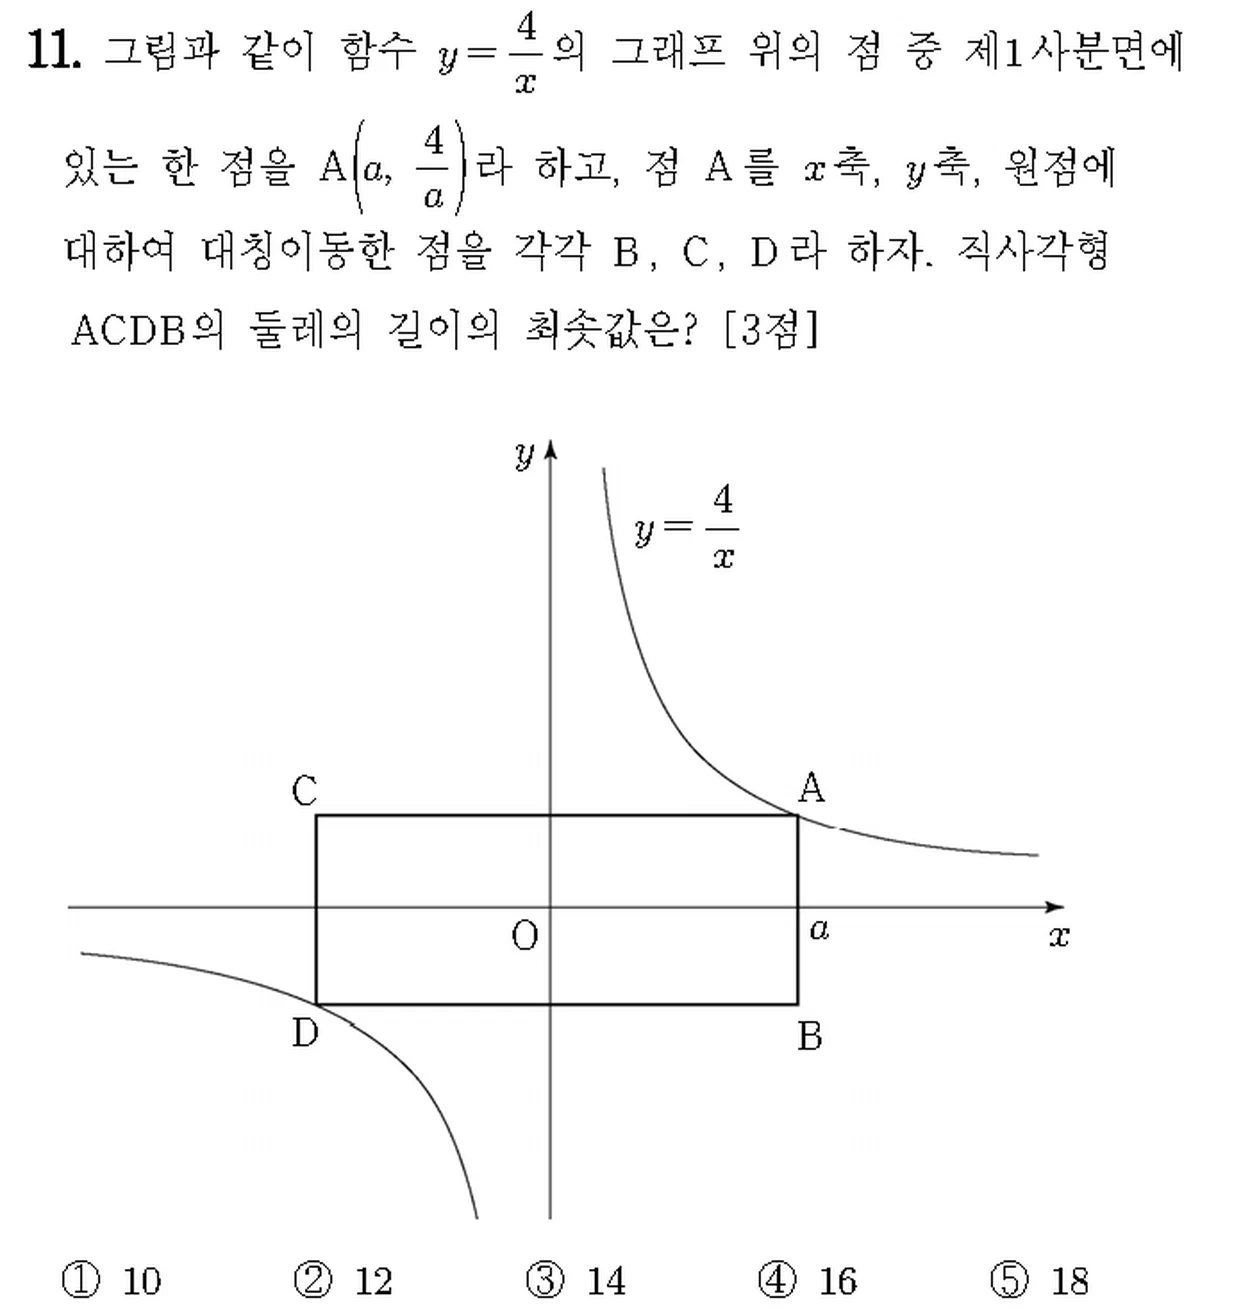 11. 그림과 같이 함수 y = 4/x 의 그래프 위의 점 중 제1사분면에
있는 한 점을 A(a, 4/a)라 하고, 점 A를 x축, y축, 원점에
대하여 대칭이동한 점을 각각 B, C, D라 하자. 직사각형
ACDB의 둘레의 길이의 최솟값은? [3점]
y
y = 4/x
C
A
O
a
x
D
B
① 10 ② 12 ③ 14 ④ 16 ⑤ 18